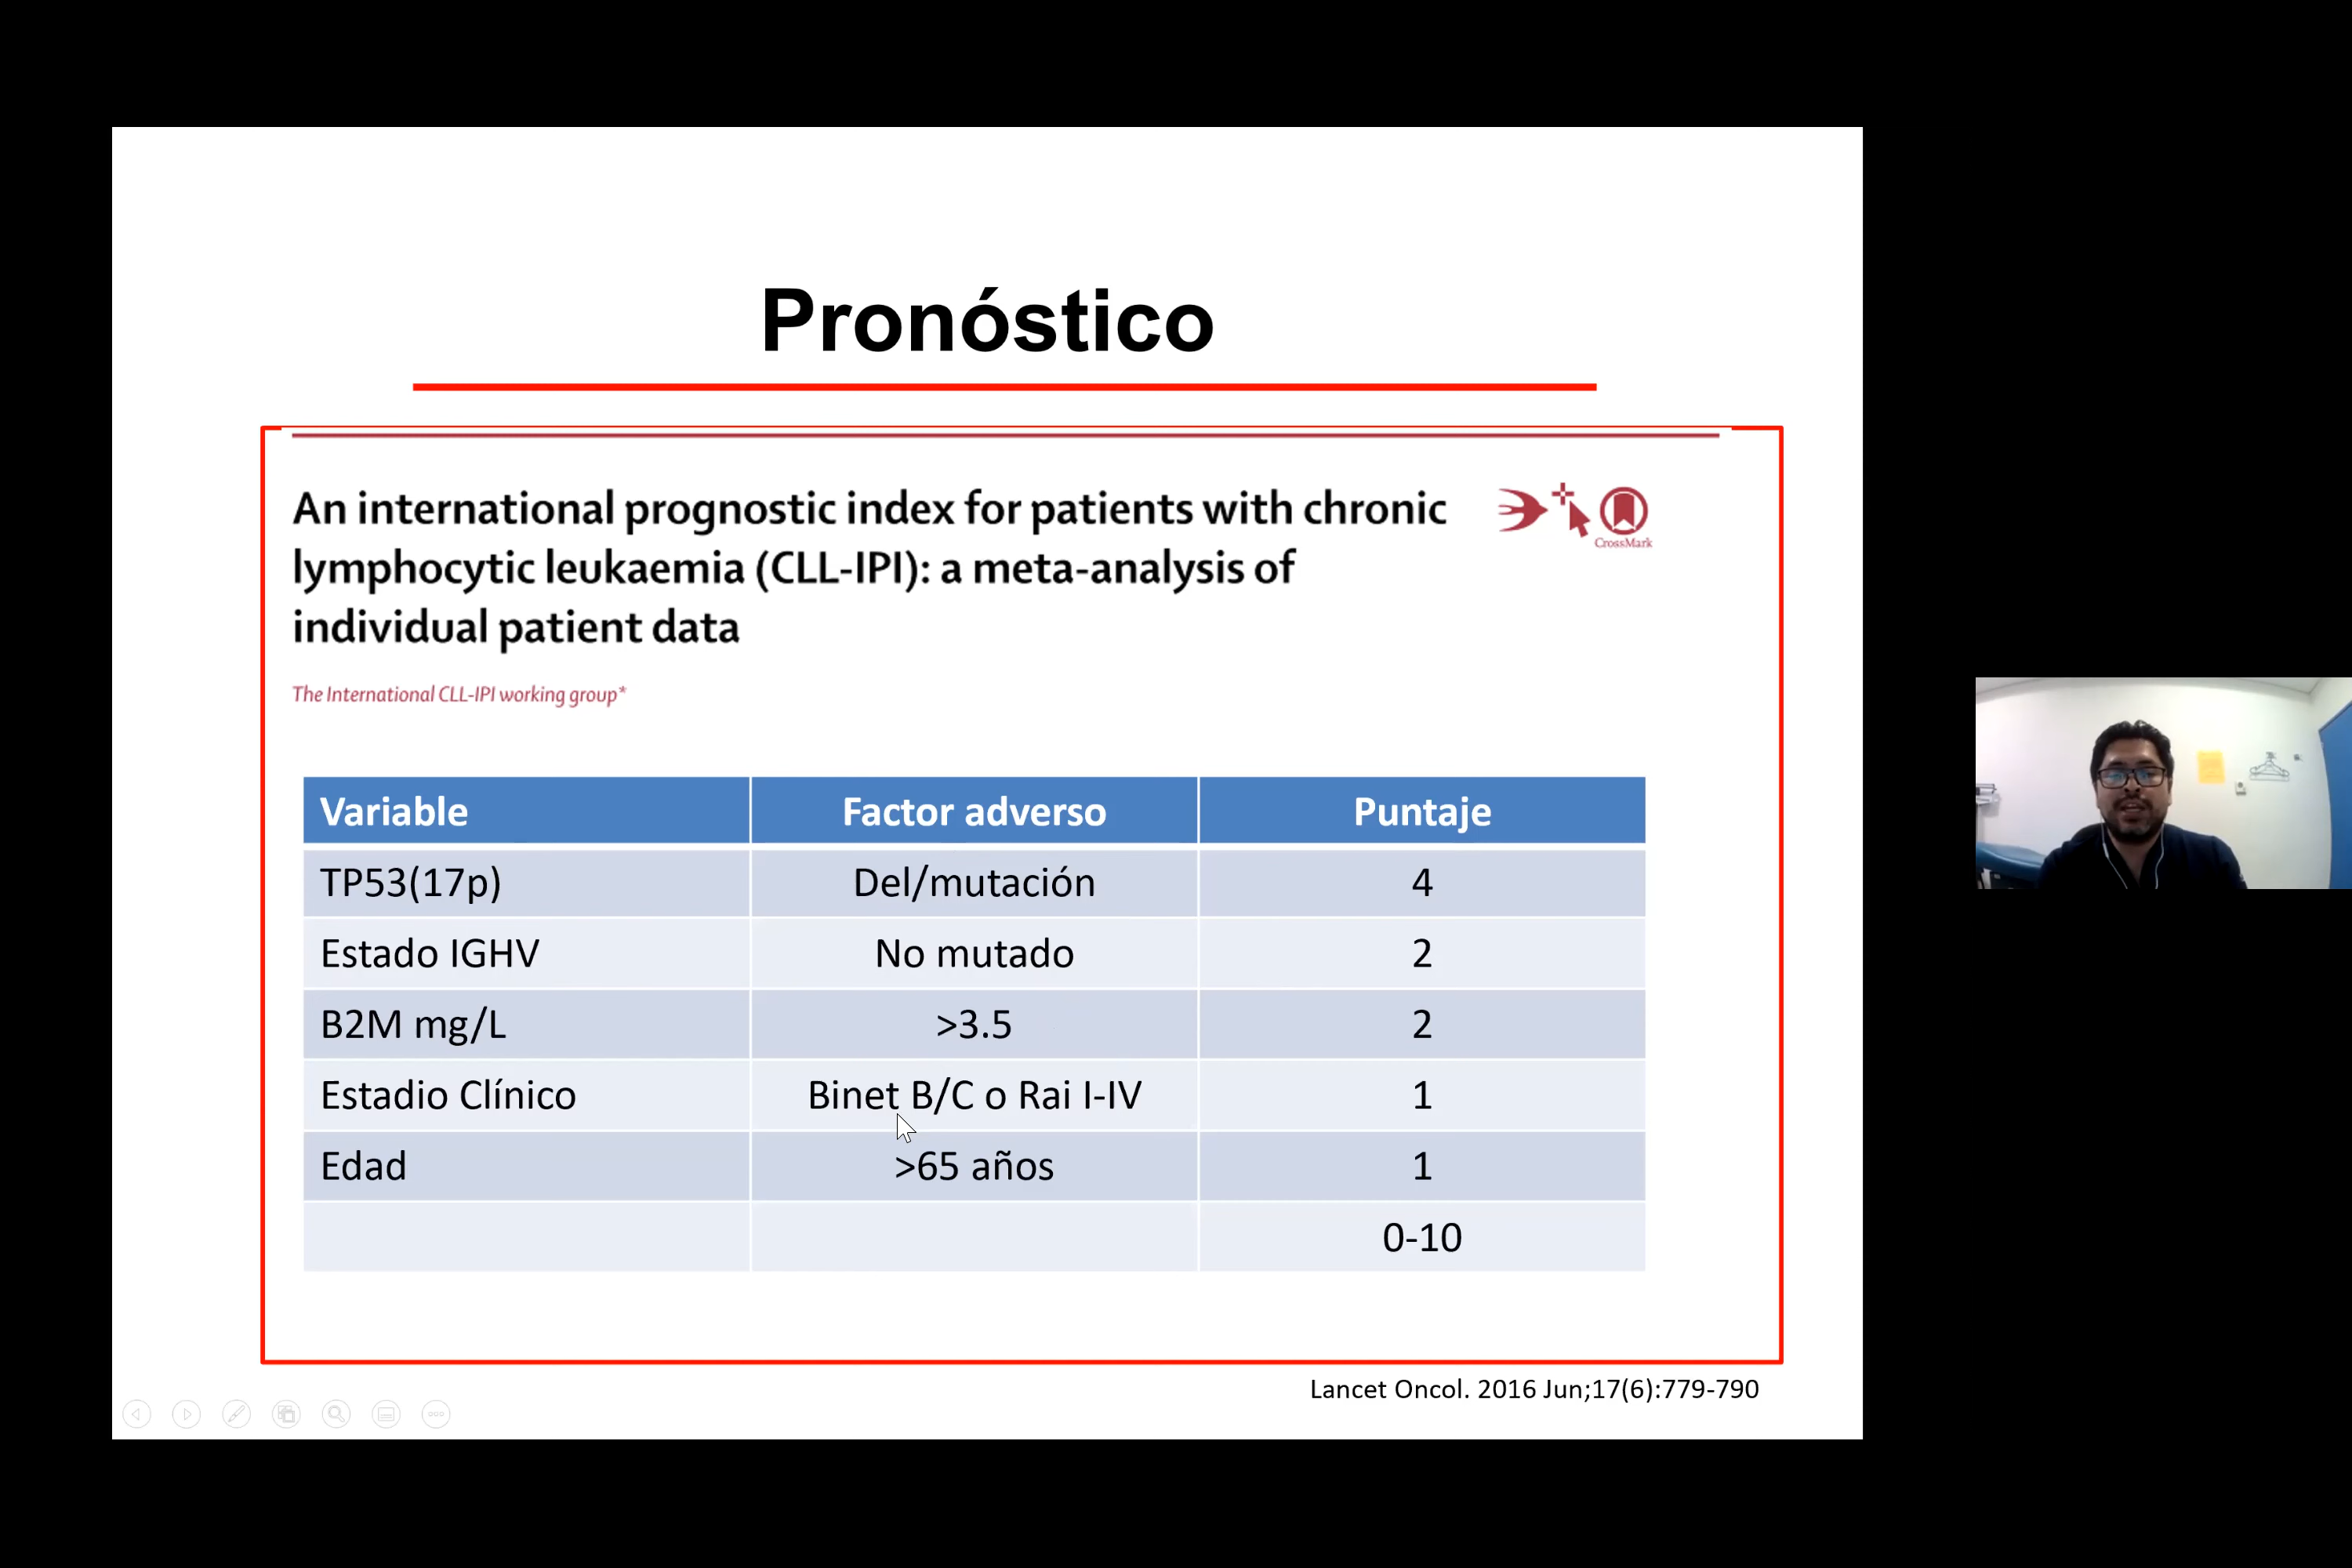 Pronóstico
An international prognostic index for patients with chronic
lymphocytic leukaemia (CLL-IPI): a meta-analysis of
individual patient data
CrossMark
The International CLL-IPI working group*
Variable Factor adverso Puntaje
TP53(17p) Del/mutación 4
Estado IGHV No mutado 2
B2M mg/L >3.5 2
Estadio Clínico Binet B/C o Rai I-IV 1
Edad >65 años 1
0-10
Lancet Oncol. 2016 Jun;17(6):779-790